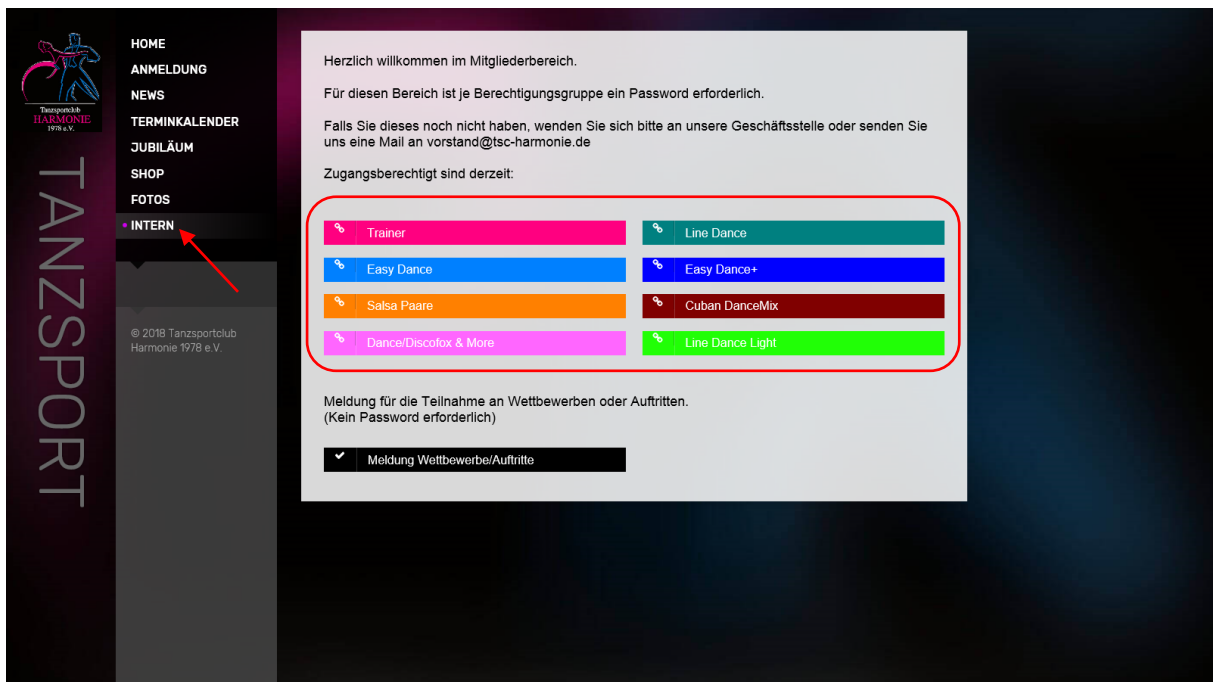 Tanzsportclub
HARMONIE
1978 e.V.
TANZSPORT
HOME
ANMELDUNG
NEWS
TERMINKALENDER
JUBILÄUM
SHOP
FOTOS
INTERN
© 2018 Tanzsportclub
Harmonie 1978 e.V.
Herzlich willkommen im Mitgliederbereich.
Für diesen Bereich ist je Berechtigungsgruppe ein Password erforderlich.
Falls Sie dieses noch nicht haben, wenden Sie sich bitte an unsere Geschäftsstelle oder senden Sie
uns eine Mail an vorstand@tsc-harmonie.de
Zugangsberechtigt sind derzeit:
Trainer
Line Dance
Easy Dance
Easy Dance+
Salsa Paare
Cuban DanceMix
Dance/Discofox & More
Line Dance Light
Meldung für die Teilnahme an Wettbewerben oder Auftritten.
(Kein Password erforderlich)
Meldung Wettbewerbe/Auftritte